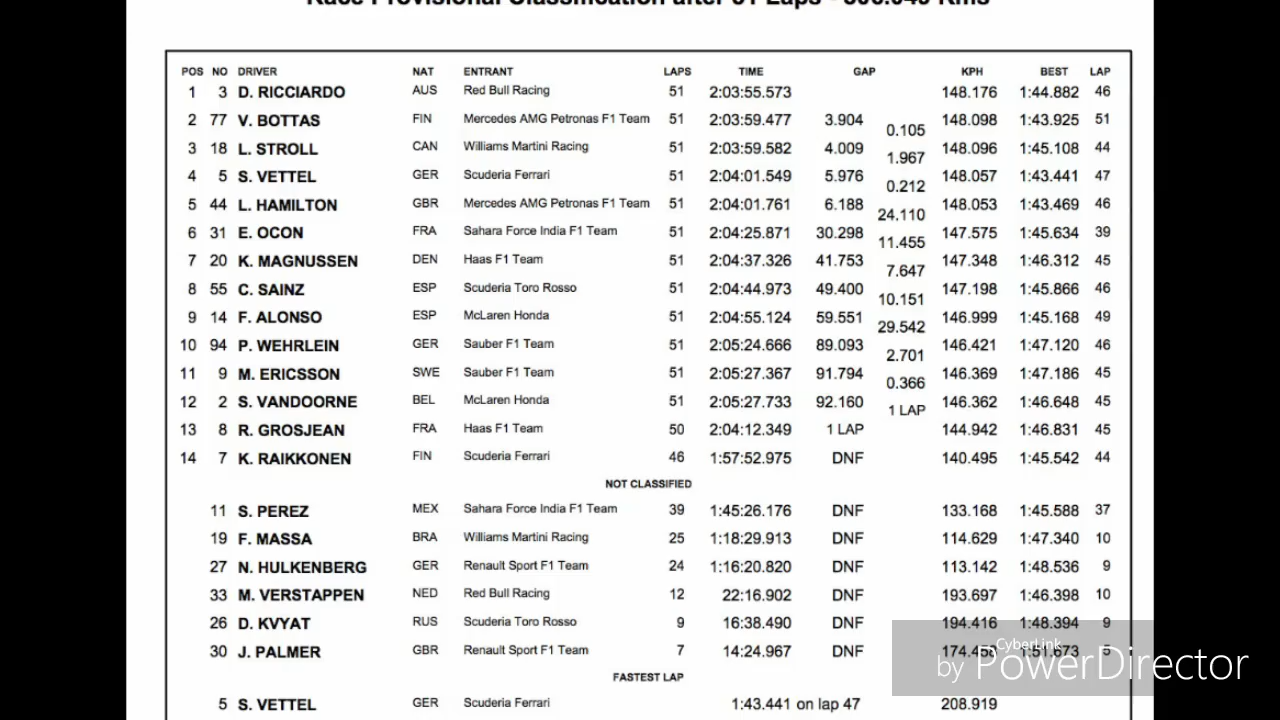 Race Provisional Classification after 51 Laps - 306.049 Kms
POS NO DRIVER NAT ENTRANT LAPS TIME GAP KPH BEST LAP
1 3 D. RICCIARDO AUS Red Bull Racing 51 2:03:55.573 148.176 1:44.882 46
2 77 V. BOTTAS FIN Mercedes AMG Petronas F1 Team 51 2:03:59.477 3.904 148.098 1:43.925 51
0.105
3 18 L. STROLL CAN Williams Martini Racing 51 2:03:59.582 4.009 148.096 1:45.108 44
1.967
4 5 S. VETTEL GER Scuderia Ferrari 51 2:04:01.549 5.976 148.057 1:43.441 47
0.212
5 44 L. HAMILTON GBR Mercedes AMG Petronas F1 Team 51 2:04:01.761 6.188 148.053 1:43.469 46
24.110
6 31 E. OCON FRA Sahara Force India F1 Team 51 2:04:25.871 30.298 147.575 1:45.634 39
11.455
7 20 K. MAGNUSSEN DEN Haas F1 Team 51 2:04:37.326 41.753 147.348 1:46.312 45
7.647
8 55 C. SAINZ ESP Scuderia Toro Rosso 51 2:04:44.973 49.400 147.198 1:45.866 46
10.151
9 14 F. ALONSO ESP McLaren Honda 51 2:04:55.124 59.551 146.999 1:45.168 49
29.542
10 94 P. WEHRLEIN GER Sauber F1 Team 51 2:05:24.666 89.093 146.421 1:47.120 46
2.701
11 9 M. ERICSSON SWE Sauber F1 Team 51 2:05:27.367 91.794 146.369 1:47.186 45
0.366
12 2 S. VANDOORNE BEL McLaren Honda 51 2:05:27.733 92.160 146.362 1:46.648 45
1 LAP
13 8 R. GROSJEAN FRA Haas F1 Team 50 2:04:12.349 1 LAP 144.942 1:46.831 45
14 7 K. RAIKKONEN FIN Scuderia Ferrari 46 1:57:52.975 DNF 140.495 1:45.542 44
NOT CLASSIFIED
11 S. PEREZ MEX Sahara Force India F1 Team 39 1:45:26.176 DNF 133.168 1:45.588 37
19 F. MASSA BRA Williams Martini Racing 25 1:18:29.913 DNF 114.629 1:47.340 10
27 N. HULKENBERG GER Renault Sport F1 Team 24 1:16:20.820 DNF 113.142 1:48.536 9
33 M. VERSTAPPEN NED Red Bull Racing 12 22:16.902 DNF 193.697 1:46.398 10
26 D. KVYAT RUS Scuderia Toro Rosso 9 16:38.490 DNF 194.416 1:48.394 9
30 J. PALMER GBR Renault Sport F1 Team 7 14:24.967 DNF 1:51.673 5
CyberLink
by PowerDirector
FASTEST LAP
5 S. VETTEL GER Scuderia Ferrari 1:43.441 on lap 47 208.919